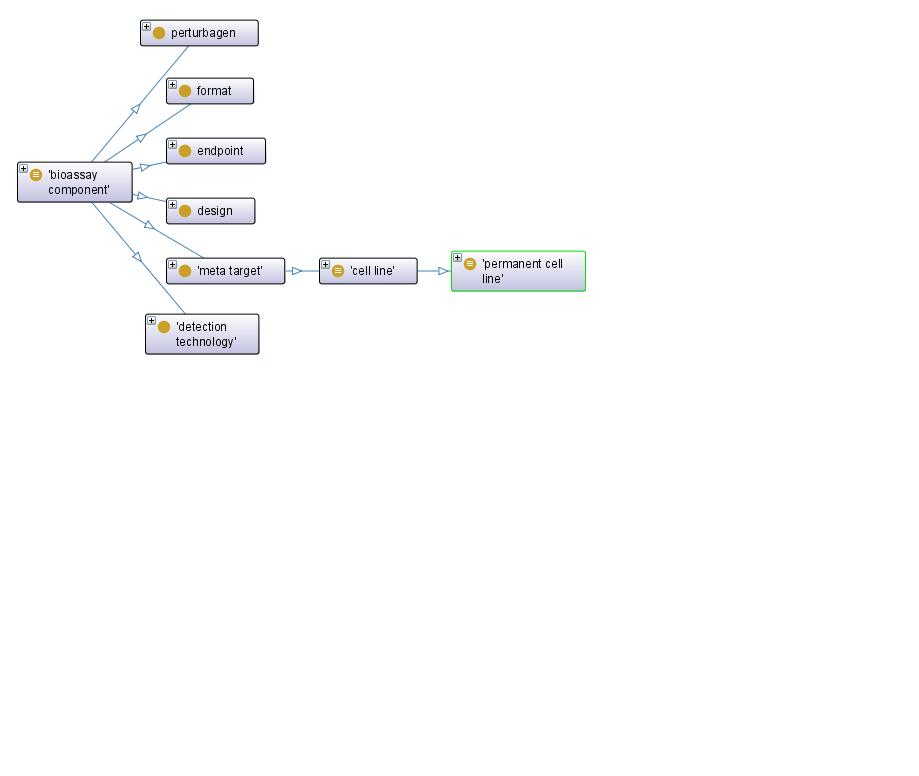 perturbagen
format
endpoint
'bioassay
component'
design
'meta target'
'cell line'
'permanent cell
line'
'detection
technology'